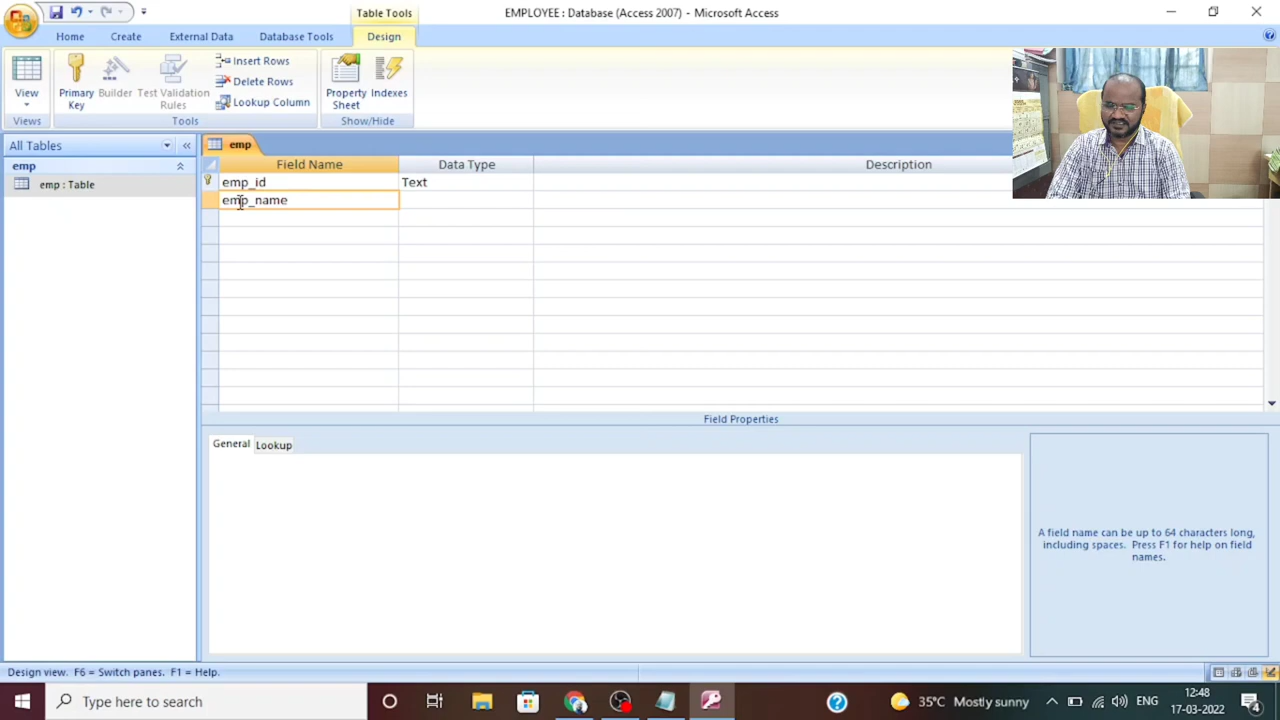 Table Tools
EMPLOYEE : Database (Access 2007) - Microsoft Access
Home
Create
External Data
Database Tools
Design
View
Primary
Key
Builder
Test Validation
Rules
Insert Rows
Delete Rows
Lookup Column
Property
Sheet
Indexes
Views
Tools
Show/Hide
All Tables
emp
emp : Table
emp
Field Name
Data Type
Description
emp_id
Text
emp_name
Field Properties
General
Lookup
A field name can be up to 64 characters long,
including spaces. Press F1 for help on field
names.
Design view. F6 = Switch panes. F1 = Help.
Type here to search
35°C Mostly sunny
ENG
12:48
17-03-2022
4